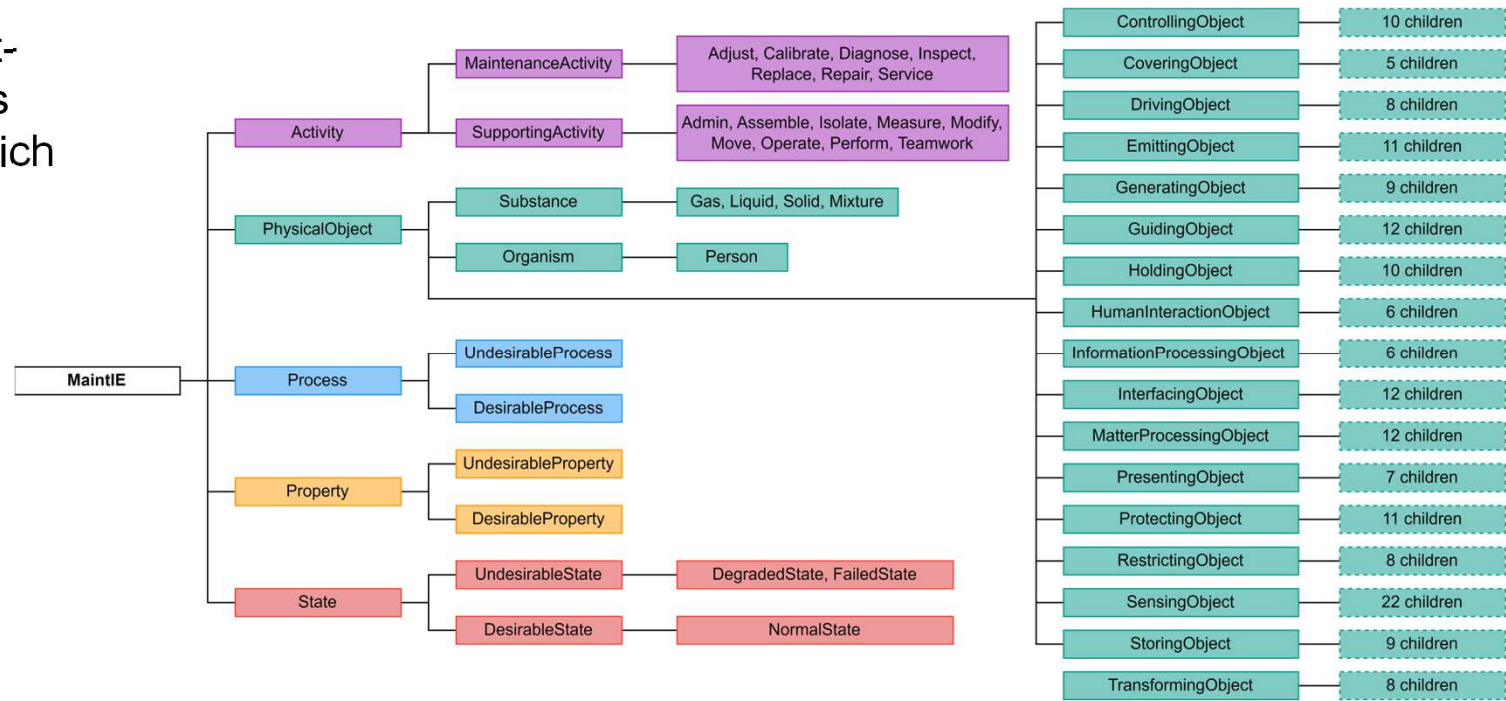 ich
MaintIE
Activity
MaintenanceActivity
Adjust, Calibrate, Diagnose, Inspect,
Replace, Repair, Service
SupportingActivity
Admin, Assemble, Isolate, Measure, Modify,
Move, Operate, Perform, Teamwork
PhysicalObject
Substance
Gas, Liquid, Solid, Mixture
Organism
Person
ControllingObject
10 children
CoveringObject
5 children
DrivingObject
8 children
EmittingObject
11 children
GeneratingObject
9 children
GuidingObject
12 children
HoldingObject
10 children
HumanInteractionObject
6 children
InformationProcessingObject
6 children
InterfacingObject
12 children
MatterProcessingObject
12 children
PresentingObject
7 children
ProtectingObject
11 children
RestrictingObject
8 children
SensingObject
22 children
StoringObject
9 children
TransformingObject
8 children
Process
UndesirableProcess
DesirableProcess
Property
UndesirableProperty
DesirableProperty
State
UndesirableState
DegradedState, FailedState
DesirableState
NormalState